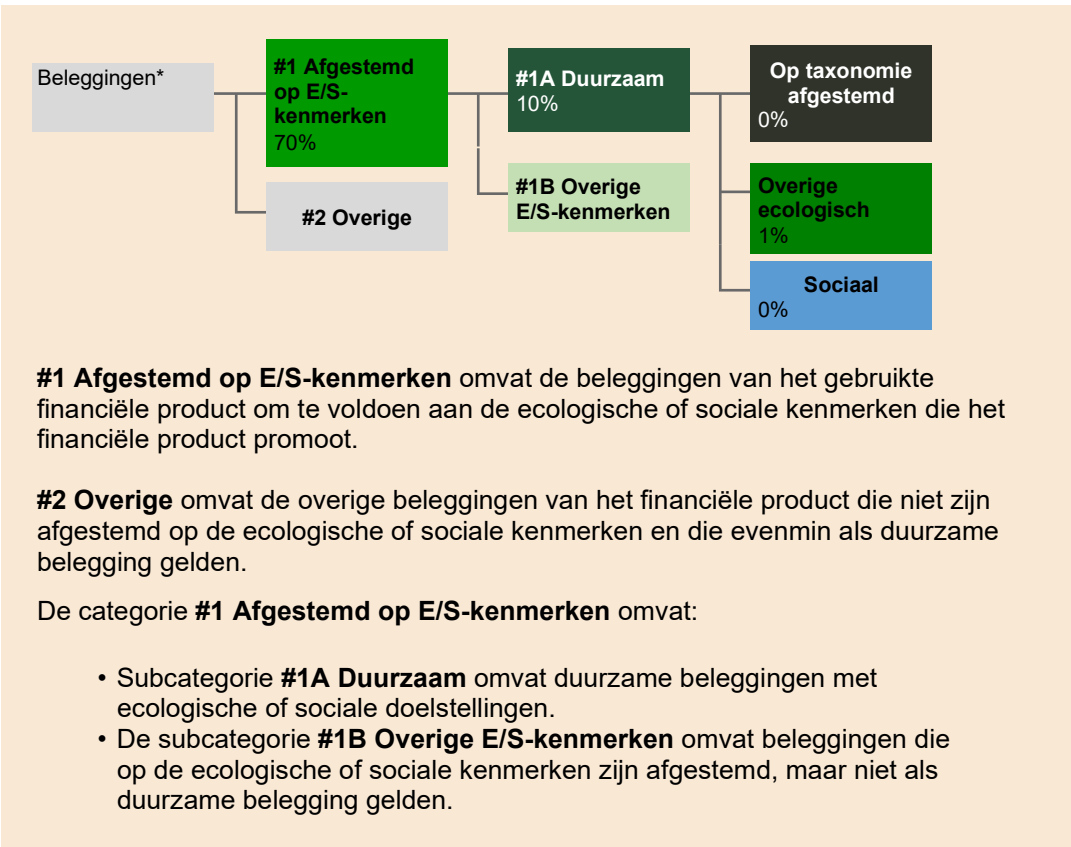 Beleggingen*
#1 Afgestemd
op E/S-
kenmerken
70%
#2 Overige
#1A Duurzaam
10%
#1B Overige
E/S-kenmerken
Op taxonomie
afgestemd
0%
Overige
ecologisch
1%
Sociaal
0%
#1 Afgestemd op E/S-kenmerken omvat de beleggingen van het gebruikte
financiële product om te voldoen aan de ecologische of sociale kenmerken die het
financiële product promoot.
#2 Overige omvat de overige beleggingen van het financiële product die niet zijn
afgestemd op de ecologische of sociale kenmerken en die evenmin als duurzame
belegging gelden.
De categorie #1 Afgestemd op E/S-kenmerken omvat:
• Subcategorie #1A Duurzaam omvat duurzame beleggingen met
ecologische of sociale doelstellingen.
• De subcategorie #1B Overige E/S-kenmerken omvat beleggingen die
op de ecologische of sociale kenmerken zijn afgestemd, maar niet als
duurzame belegging gelden.